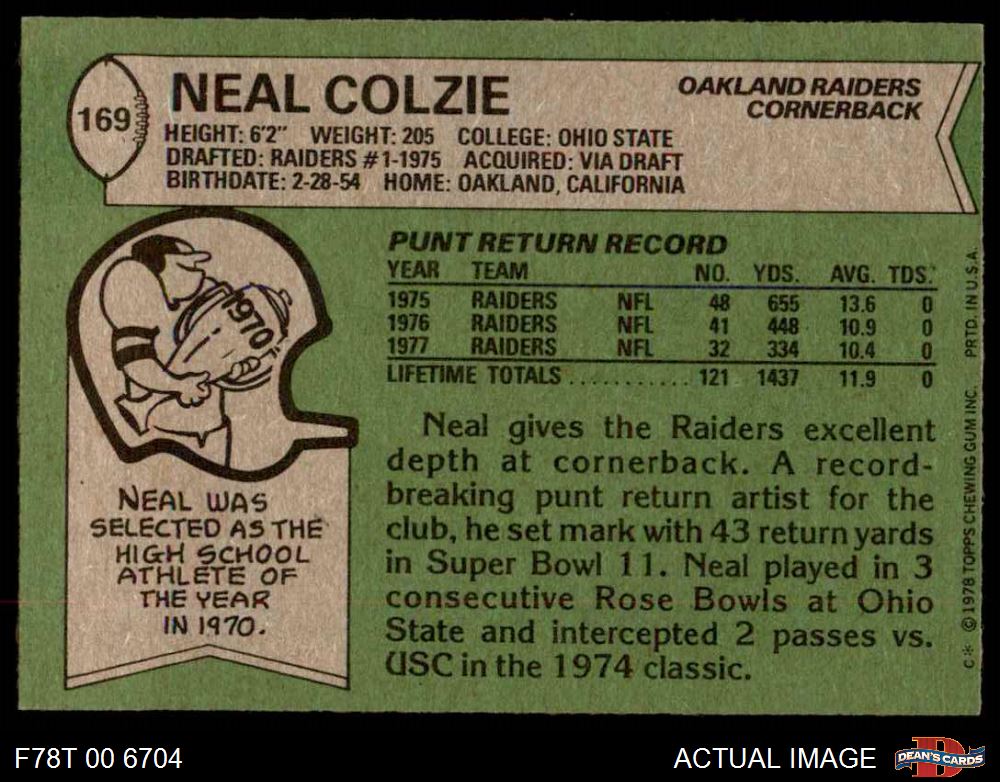 169
NEAL COLZIE
OAKLAND RAIDERS
CORNERBACK
HEIGHT: 6'2" WEIGHT: 205 COLLEGE: OHIO STATE
DRAFTED: RAIDERS #1-1975 ACQUIRED: VIA DRAFT
BIRTHDATE: 2-28-54 HOME: OAKLAND, CALIFORNIA
1970
NEAL WAS
SELECTED AS THE
HIGH SCHOOL
ATHLETE OF
THE YEAR
IN 1970.
PUNT RETURN RECORD
YEAR TEAM NO. YDS. AVG. TDS.
1975 RAIDERS NFL 48 655 13.6 0
1976 RAIDERS NFL 41 448 10.9 0
1977 RAIDERS NFL 32 334 10.4 0
LIFETIME TOTALS .......... 121 1437 11.9 0
Neal gives the Raiders excellent
depth at cornerback. A record-
breaking punt return artist for the
club, he set mark with 43 return yards
in Super Bowl 11. Neal played in 3
consecutive Rose Bowls at Ohio
State and intercepted 2 passes vs.
USC in the 1974 classic.
C* ©1978 TOPPS CHEWING GUM INC. PRTD. IN U.S.A.
F78T 00 6704
ACTUAL IMAGE
D
DEAN'S CARDS